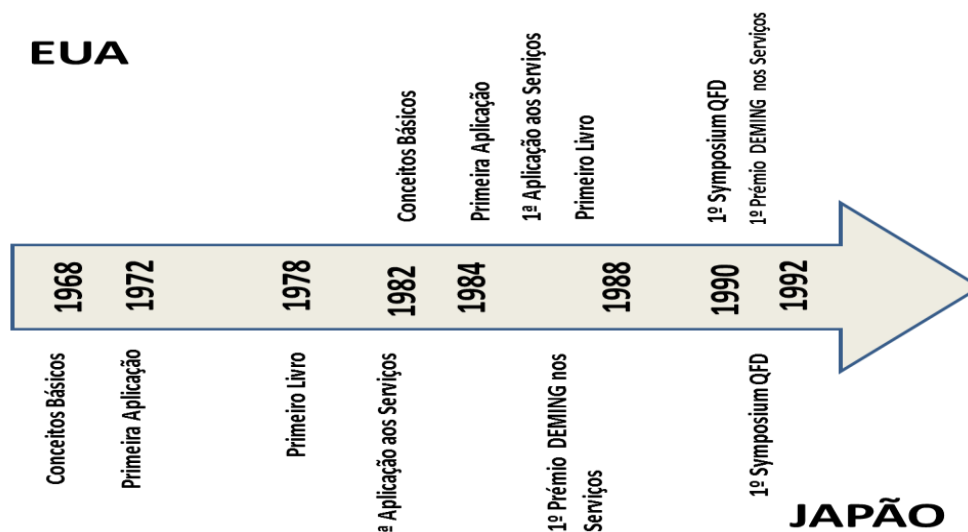 EUA
Conceitos Básicos
Primeira Aplicação
1ª Aplicação aos Serviços
Primeiro Livro
1º Symposium QFD
1º Prémio DEMING nos Serviços
1968
1972
1978
1982
1984
1988
1990
1992
Conceitos Básicos
Primeira Aplicação
Primeiro Livro
ª Aplicação aos Serviços
1º Prémio DEMING nos
Serviços
1º Symposium QFD
JAPÃO